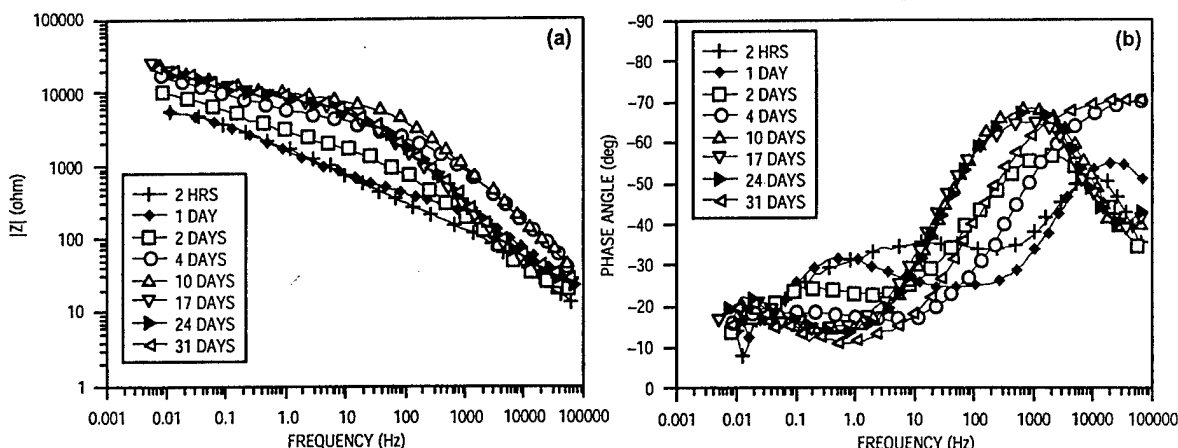 (a)
100000
10000
1000
100
10
1
|Z| (ohm)
2 HRS
1 DAY
2 DAYS
4 DAYS
10 DAYS
17 DAYS
24 DAYS
31 DAYS
0.001 0.01 0.1 1.0 10 100 1000 10000 100000
FREQUENCY (Hz)
(b)
-90
-80
-70
-60
-50
-40
-30
-20
-10
0
PHASE ANGLE (deg)
2 HRS
1 DAY
2 DAYS
4 DAYS
10 DAYS
17 DAYS
24 DAYS
31 DAYS
0.001 0.01 0.1 1.0 10 100 1000 10000 100000
FREQUENCY (Hz)